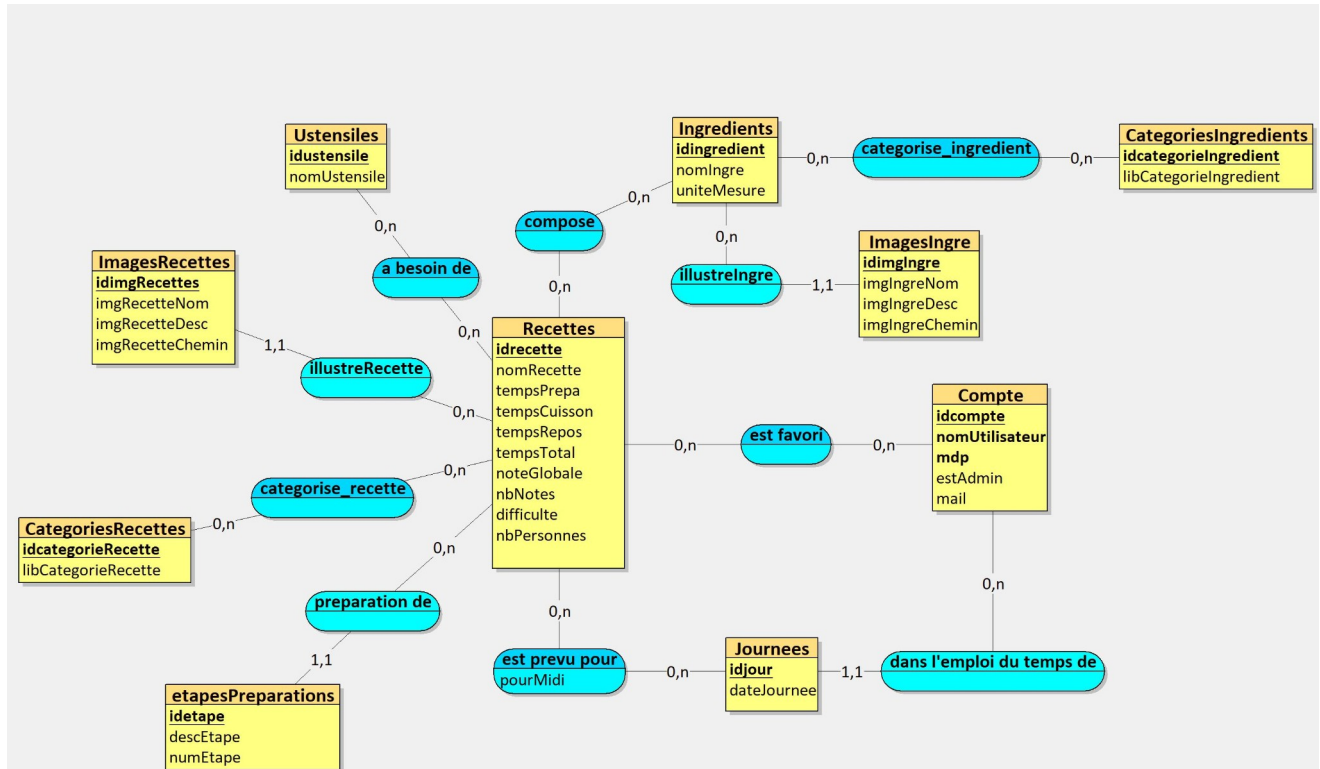 Ustensiles
idustensile
nomUstensile
0,n
a besoin de
0,n
Ingredients
idingredient
nomIngre
uniteMesure
0,n
categorise_ingredient
0,n
CategoriesIngredients
idcategorieIngredient
libCategorieIngredient
0,n
compose
0,n
0,n
illustreIngre
1,1
ImagesIngre
idimgIngre
imgIngreNom
imgIngreDesc
imgIngreChemin
ImagesRecettes
idimgRecettes
imgRecetteNom
imgRecetteDesc
imgRecetteChemin
1,1
illustreRecette
0,n
Recettes
idrecette
nomRecette
tempsPrepa
tempsCuisson
tempsRepos
tempsTotal
noteGlobale
nbNotes
difficulte
nbPersonnes
0,n
est favori
0,n
Compte
idcompte
nomUtilisateur
mdp
estAdmin
mail
0,n
categorise_recette
0,n
CategoriesRecettes
idcategorieRecette
libCategorieRecette
0,n
preparation de
1,1
etapesPreparations
idetape
descEtape
numEtape
0,n
est prevu pour
pourMidi
0,n
Journees
idjour
dateJournee
1,1
dans l'emploi du temps de
0,n